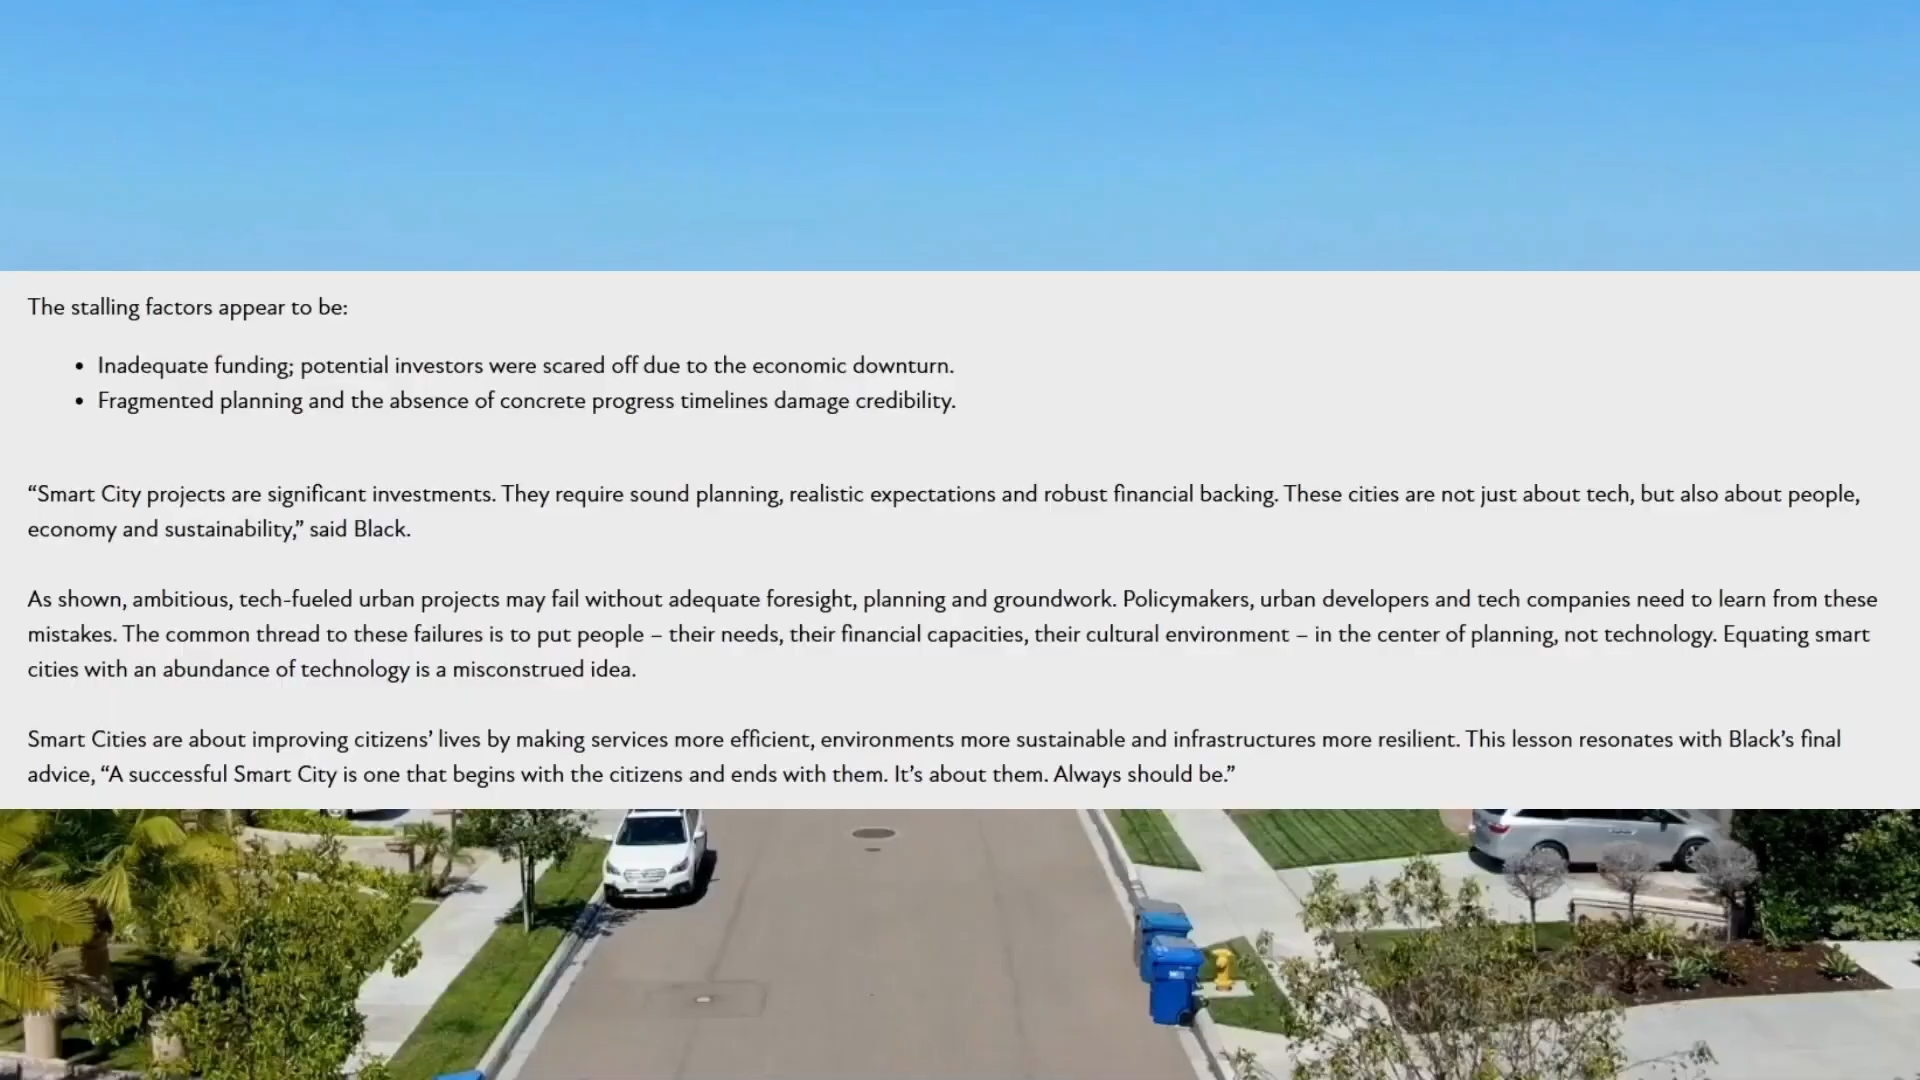 The stalling factors appear to be:
• Inadequate funding; potential investors were scared off due to the economic downturn.
• Fragmented planning and the absence of concrete progress timelines damage credibility.
“Smart City projects are significant investments. They require sound planning, realistic expectations and robust financial backing. These cities are not just about tech, but also about people,
economy and sustainability,” said Black.
As shown, ambitious, tech-fueled urban projects may fail without adequate foresight, planning and groundwork. Policymakers, urban developers and tech companies need to learn from these
mistakes. The common thread to these failures is to put people – their needs, their financial capacities, their cultural environment – in the center of planning, not technology. Equating smart
cities with an abundance of technology is a misconstrued idea.
Smart Cities are about improving citizens’ lives by making services more efficient, environments more sustainable and infrastructures more resilient. This lesson resonates with Black’s final
advice, “A successful Smart City is one that begins with the citizens and ends with them. It’s about them. Always should be.”